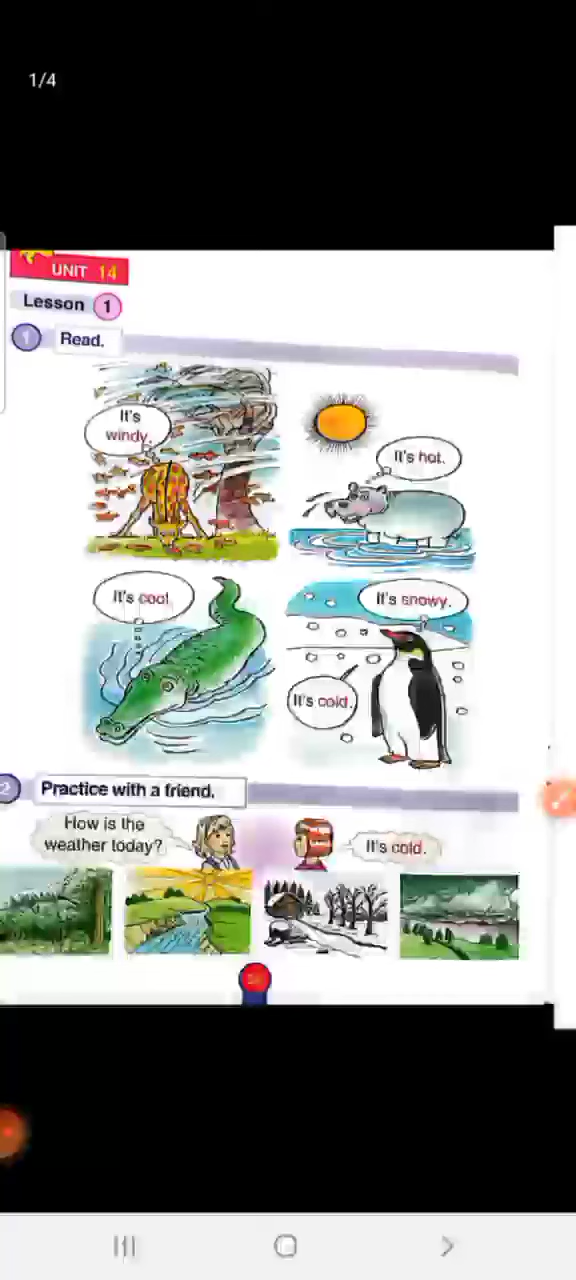 1/4
UNIT 14
Lesson 1
1 Read.
It's
windy.
It's hot.
It's cool.
It's snowy.
It's cold.
2 Practice with a friend.
How is the
weather today?
It's cold.